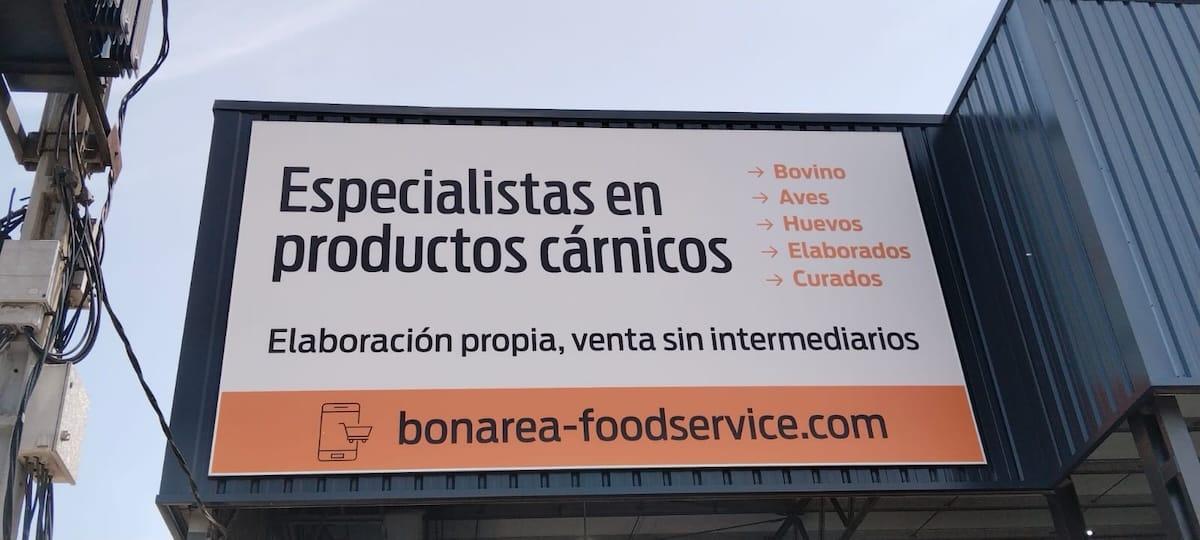 Especialistas en
productos cárnicos
→ Bovino
→ Aves
→ Huevos
→ Elaborados
→ Curados
Elaboración propia, venta sin intermediarios
bonarea-foodservice.com